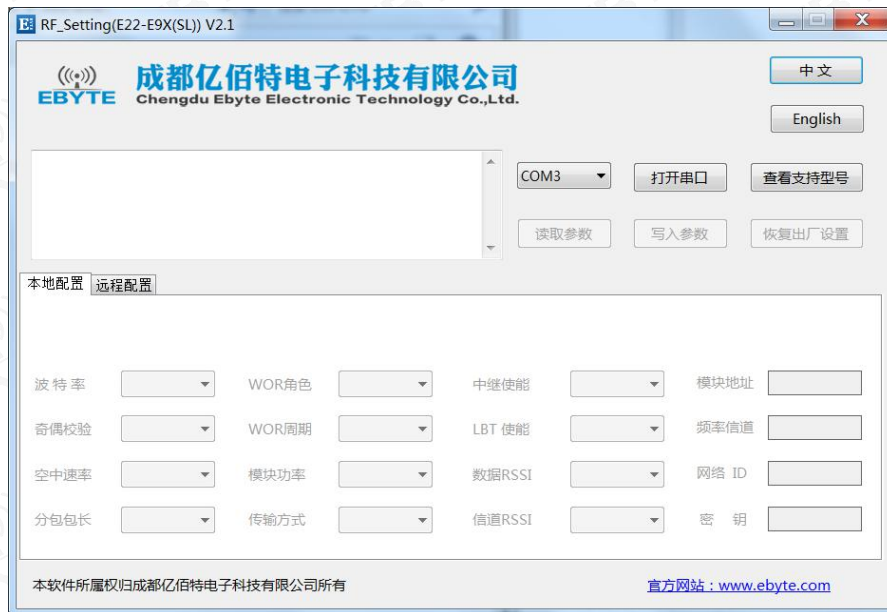 RF_Setting(E22-E9X(SL)) V2.1
EBYTE
成都亿佰特电子科技有限公司
Chengdu Ebyte Electronic Technology Co.,Ltd.
中文
English
COM3 打开串口 查看支持型号
读取参数 写入参数 恢复出厂设置
本地配置 远程配置
波特率 WOR角色 中继使能 模块地址
奇偶校验 WOR周期 LBT 使能 频率信道
空中速率 模块功率 数据RSSI 网络 ID
分包包长 传输方式 信道RSSI 密 钥
本软件所属权归成都亿佰特电子科技有限公司所有 官方网站：www.ebyte.com